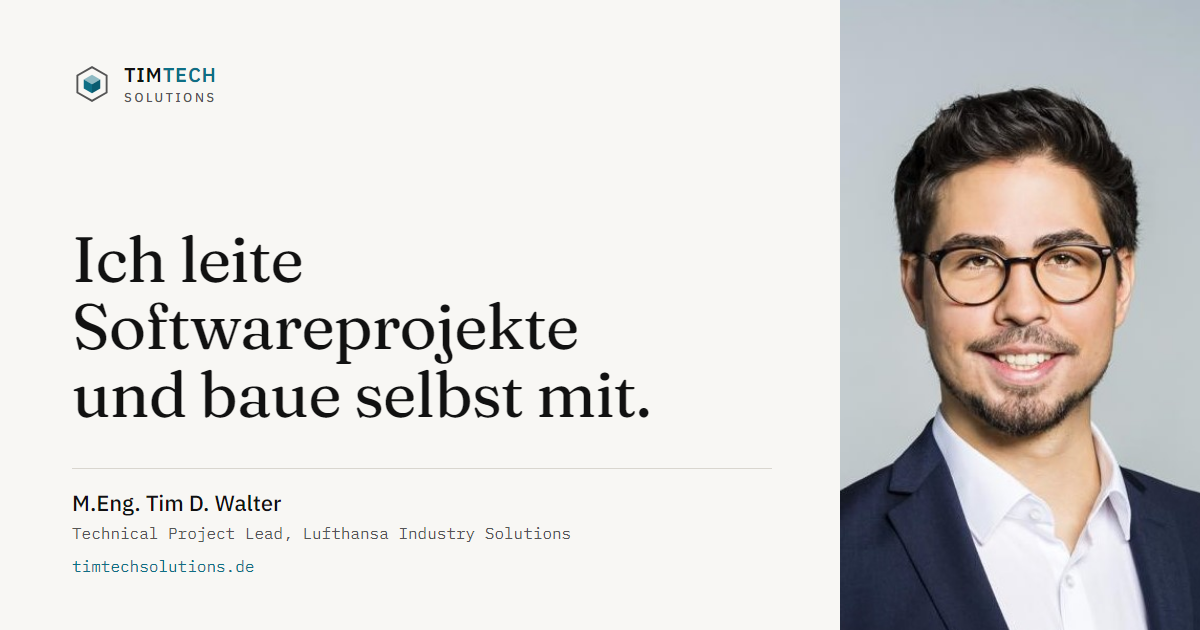 TIMTECH
SOLUTIONS
Ich leite
Softwareprojekte
und baue selbst mit.
M.Eng. Tim D. Walter
Technical Project Lead, Lufthansa Industry Solutions
timtechsolutions.de